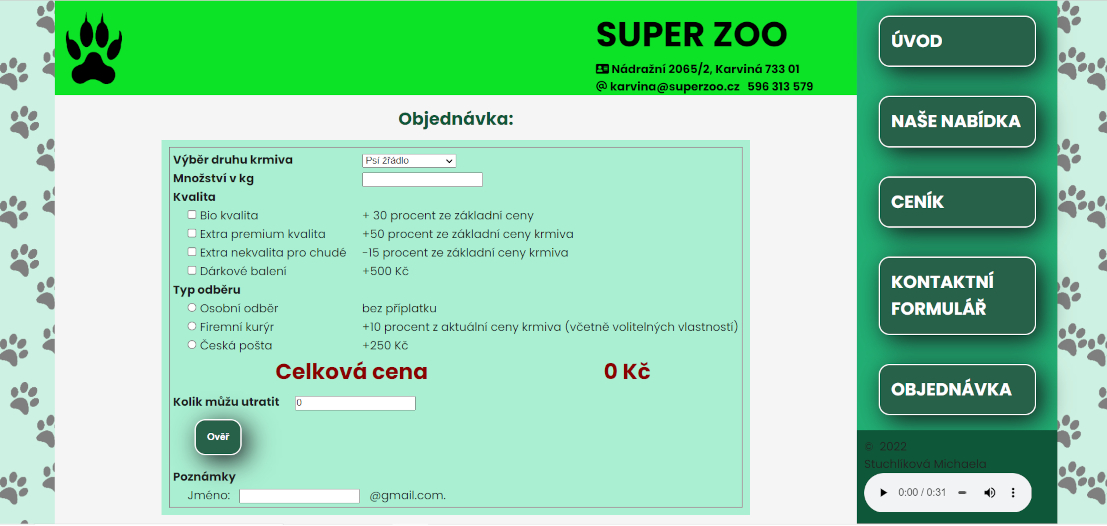 SUPER ZOO
Nádražní 2065/2, Karviná 733 01
@ karvina@superzoo.cz 596 313 579
Objednávka:
Výběr druhu krmiva Psí žřádlo
Množství v kg
Kvalita
Bio kvalita + 30 procent ze základní ceny
Extra premium kvalita +50 procent ze základní ceny krmiva
Extra nekvalita pro chudé -15 procent ze základní ceny krmiva
Dárkové balení +500 Kč
Typ odběru
Osobní odběr bez příplatku
Firemní kurýr +10 procent z aktuální ceny krmiva (včetně volitelných vlastností)
Česká pošta +250 Kč
Celková cena 0 Kč
Kolik můžu utratit 0
Ověř
Poznámky
Jméno: @gmail.com.
ÚVOD
NAŠE NABÍDKA
CENÍK
KONTAKTNÍ
FORMULÁŘ
OBJEDNÁVKA
© 2022
Stuchlíková Michaela
0:00 / 0:31